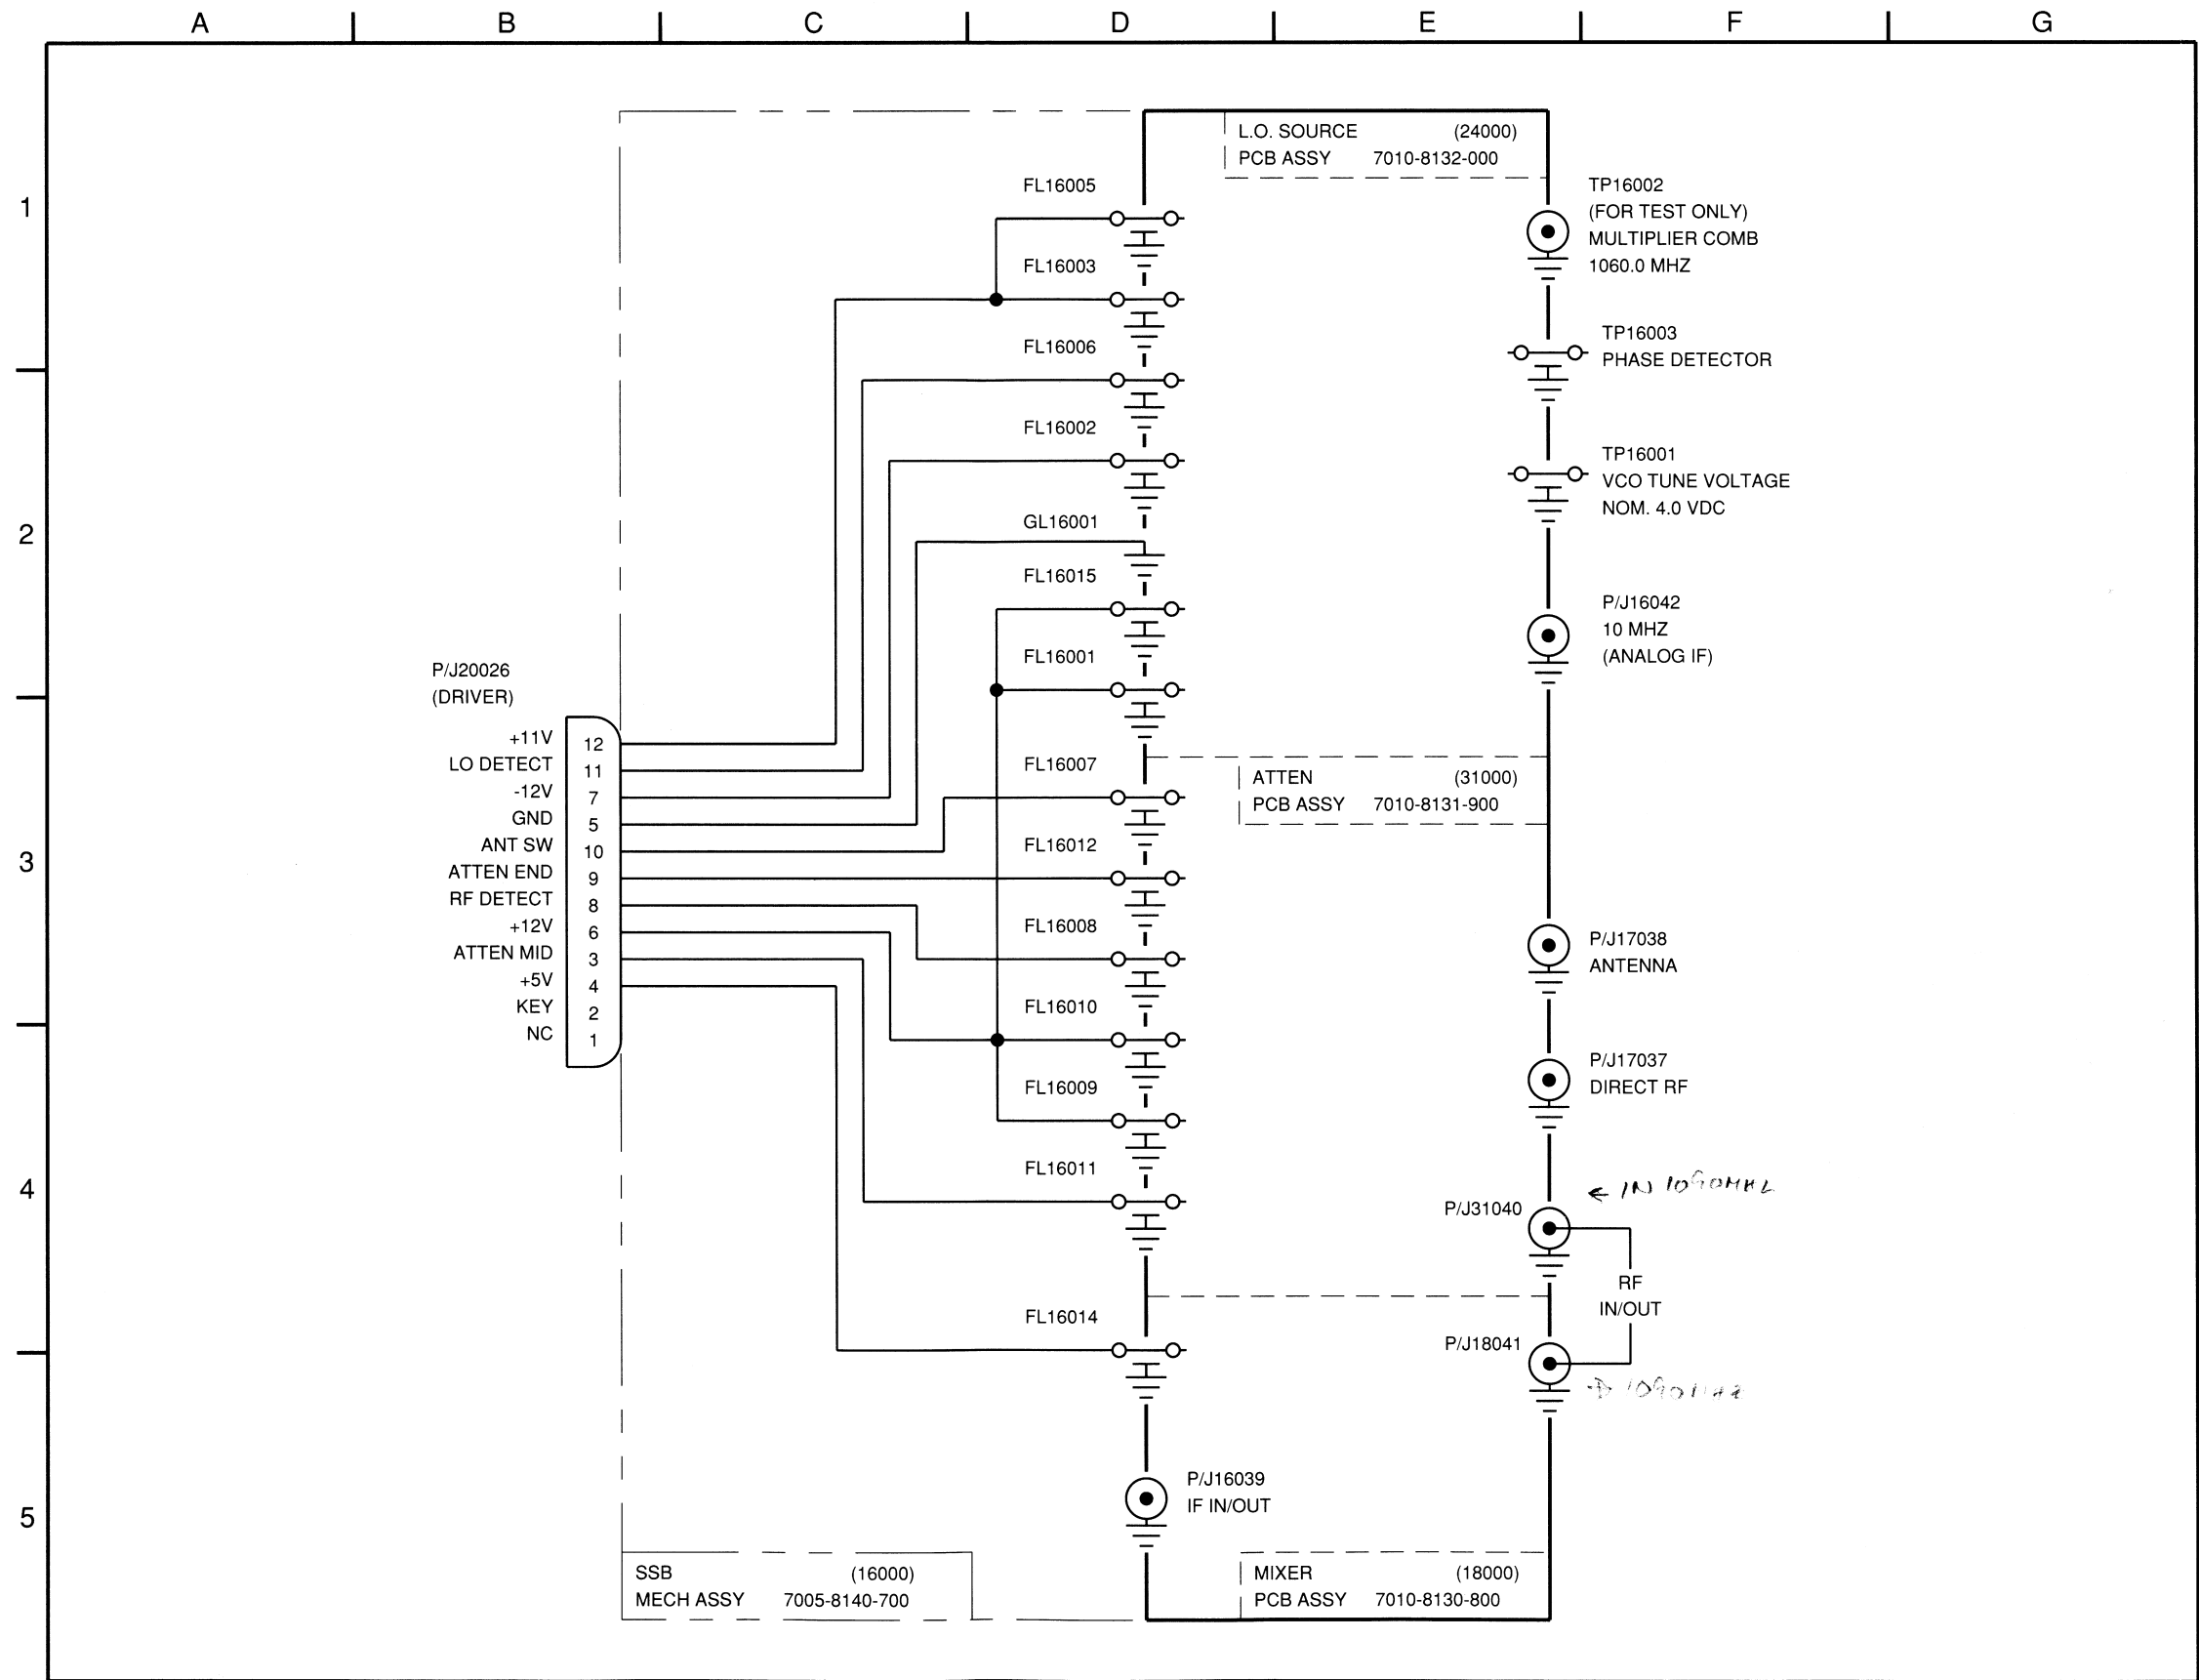 A B C D E F G
1
2
3
4
5
L.O. SOURCE (24000)
PCB ASSY 7010-8132-000
FL16005
FL16003
FL16006
FL16002
GL16001
FL16015
FL16001
FL16007
FL16012
FL16008
FL16010
FL16009
FL16011
FL16014
TP16002
(FOR TEST ONLY)
MULTIPLIER COMB
1060.0 MHZ
TP16003
PHASE DETECTOR
TP16001
VCO TUNE VOLTAGE
NOM. 4.0 VDC
P/J16042
10 MHZ
(ANALOG IF)
P/J20026
(DRIVER)
+11V 12
LO DETECT 11
-12V 7
GND 5
ANT SW 10
ATTEN END 9
RF DETECT 8
+12V 6
ATTEN MID 3
+5V 4
KEY 2
NC 1
ATTEN (31000)
PCB ASSY 7010-8131-900
P/J17038
ANTENNA
P/J17037
DIRECT RF
← IN 1090MHZ
P/J31040
RF
IN/OUT
P/J18041
1090MHZ
P/J16039
IF IN/OUT
SSB (16000)
MECH ASSY 7005-8140-700
MIXER (18000)
PCB ASSY 7010-8130-800